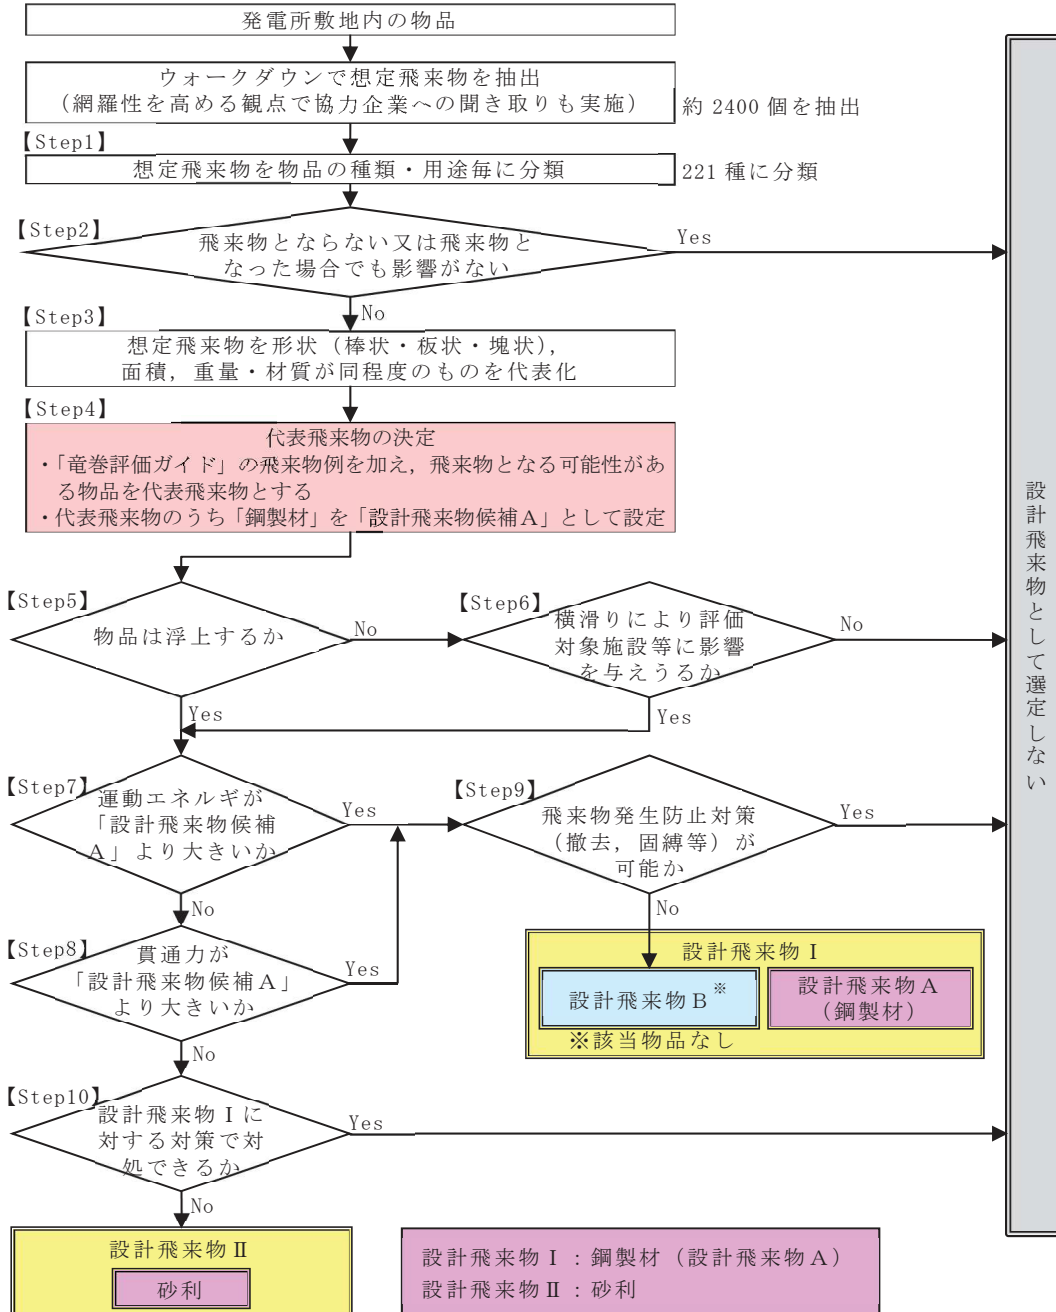 発電所敷地内の物品
ウォークダウンで想定飛来物を抽出
（網羅性を高める観点で協力企業への聞き取りも実施）
約 2400 個を抽出
【Step1】
想定飛来物を物品の種類・用途毎に分類
221 種に分類
【Step2】
飛来物とならない又は飛来物と
なった場合でも影響がない
Yes
No
【Step3】
想定飛来物を形状（棒状・板状・塊状），
面積，重量・材質が同程度のものを代表化
【Step4】
代表飛来物の決定
・「竜巻評価ガイド」の飛来物例を加え，飛来物となる可能性があ
る物品を代表飛来物とする
・代表飛来物のうち「鋼製材」を「設計飛来物候補Ａ」として設定
【Step5】
物品は浮上するか
No
Yes
【Step6】
横滑りにより評価
対象施設等に影響
を与えうるか
No
Yes
【Step7】
運動エネルギが
「設計飛来物候補
Ａ」より大きいか
Yes
No
【Step8】
貫通力が
「設計飛来物候補Ａ」
より大きいか
Yes
No
【Step9】
飛来物発生防止対策
（撤去，固縛等）が
可能か
Yes
No
設計飛来物Ⅰ
設計飛来物Ｂ※
設計飛来物Ａ
（鋼製材）
※該当物品なし
【Step10】
設計飛来物Ⅰに
対する対策で対
処できるか
Yes
No
設計飛来物Ⅱ
砂利
設計飛来物Ⅰ：鋼製材（設計飛来物Ａ）
設計飛来物Ⅱ：砂利
設計飛来物として選定しない